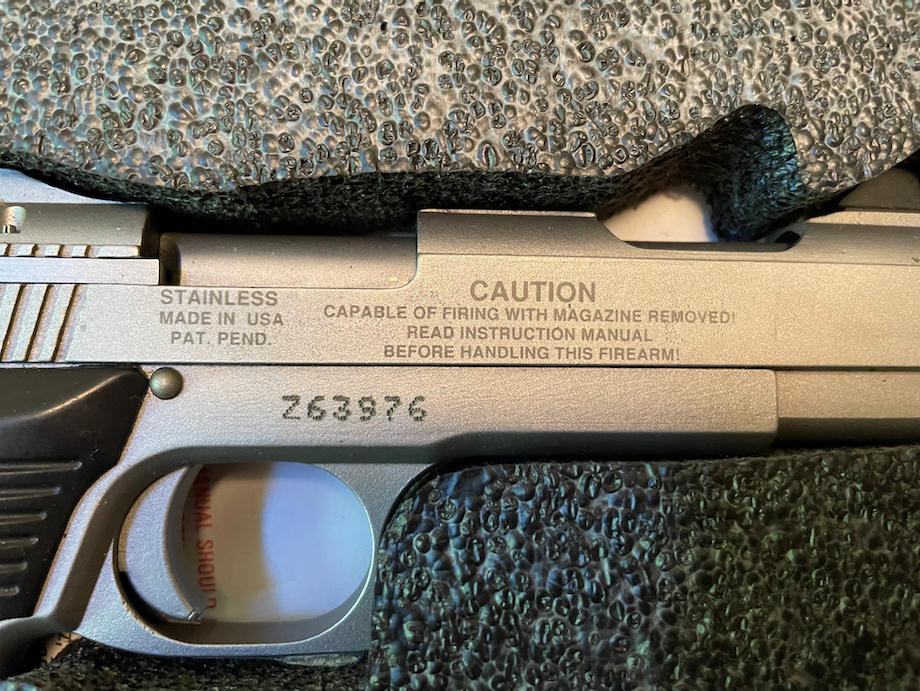 STAINLESS
MADE IN USA
PAT. PEND.
CAUTION
CAPABLE OF FIRING WITH MAGAZINE REMOVED!
READ INSTRUCTION MANUAL
BEFORE HANDLING THIS FIREARM!
Z63976
SHOULD